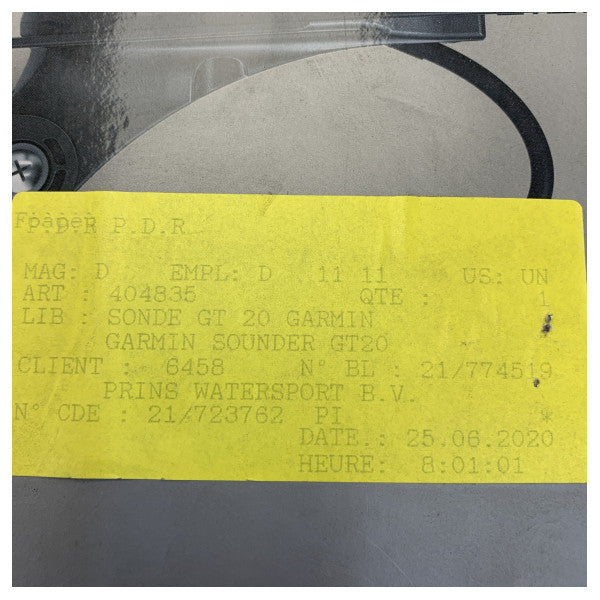 P.D.R P.D.R
MAG: D EMPL: D 11 11 US: UN
ART : 404835 QTE : 1
LIB : SONDE GT 20 GARMIN
GARMIN SOUNDER GT20
CLIENT : 6458 N° BL : 21/774519
PRINS WATERSPORT B.V.
N° CDE : 21/723762 PI *
DATE.: 25.06.2020
HEURE: 8:01:01